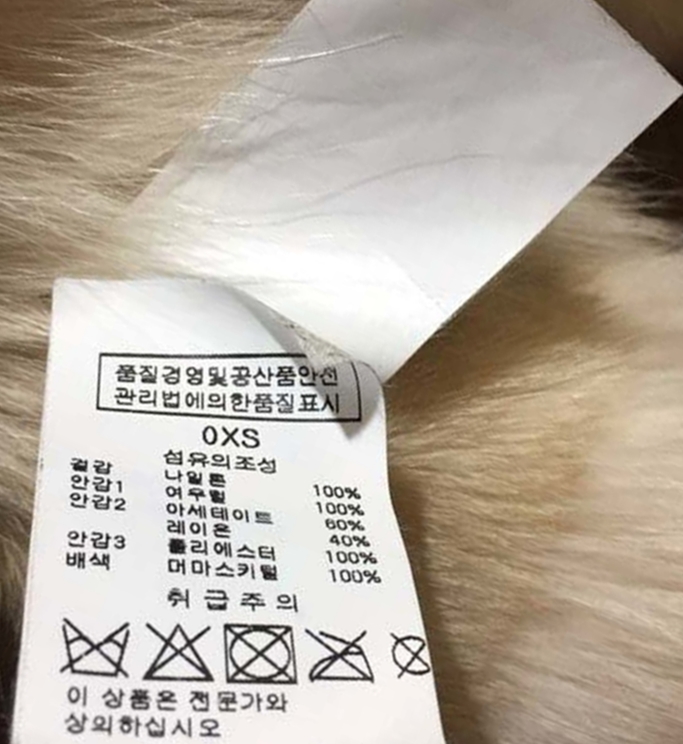 품질경영및공산품안전
관리법에의한품질표시
0XS
섬유의조성
겉감 나일론 100%
안감1 여우털 100%
안감2 아세테이트 60%
레이온 40%
안감3 폴리에스터 100%
배색 머마스키털 100%
취급주의
이 상품은 전문가와
상의하십시오